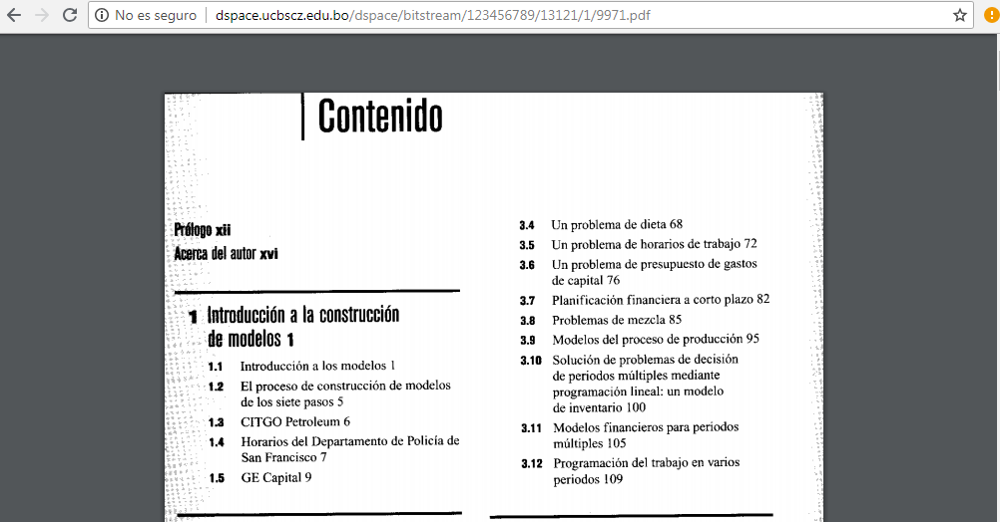 No es seguro
dspace.ucbscz.edu.bo/dspace/bitstream/123456789/13121/1/9971.pdf
Contenido
Prólogo xii
Acerca del autor xvi
1 Introducción a la construcción
de modelos 1
1.1 Introducción a los modelos 1
1.2 El proceso de construcción de modelos
de los siete pasos 5
1.3 CITGO Petroleum 6
1.4 Horarios del Departamento de Policía de
San Francisco 7
1.5 GE Capital 9
3.4 Un problema de dieta 68
3.5 Un problema de horarios de trabajo 72
3.6 Un problema de presupuesto de gastos
de capital 76
3.7 Planificación financiera a corto plazo 82
3.8 Problemas de mezcla 85
3.9 Modelos del proceso de producción 95
3.10 Solución de problemas de decisión
de periodos múltiples mediante
programación lineal: un modelo
de inventario 100
3.11 Modelos financieros para periodos
múltiples 105
3.12 Programación del trabajo en varios
periodos 109